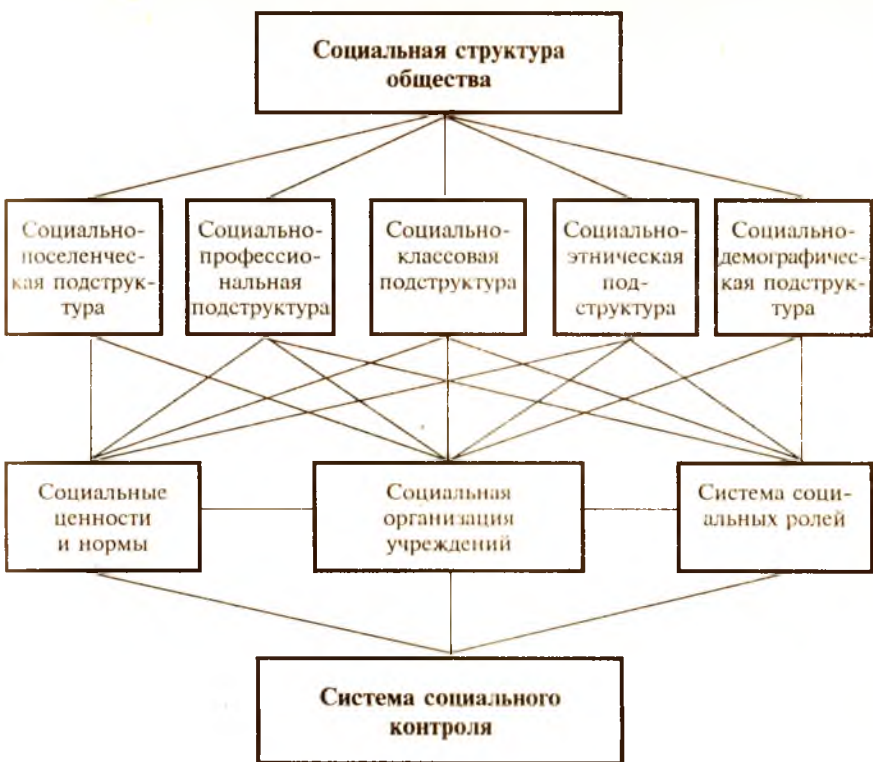 Социальная структура
общества
Социально-
поселенчес-
кая подструк-
тура
Социально-
профессио-
нальная
подструктура
Социально-
классовая
подструктура
Социально-
этническая
под-
структура
Социально-
демографичес-
кая подструк-
тура
Социальные
ценности
и нормы
Социальная
организация
учреждений
Система соци-
альных ролей
Система социального
контроля